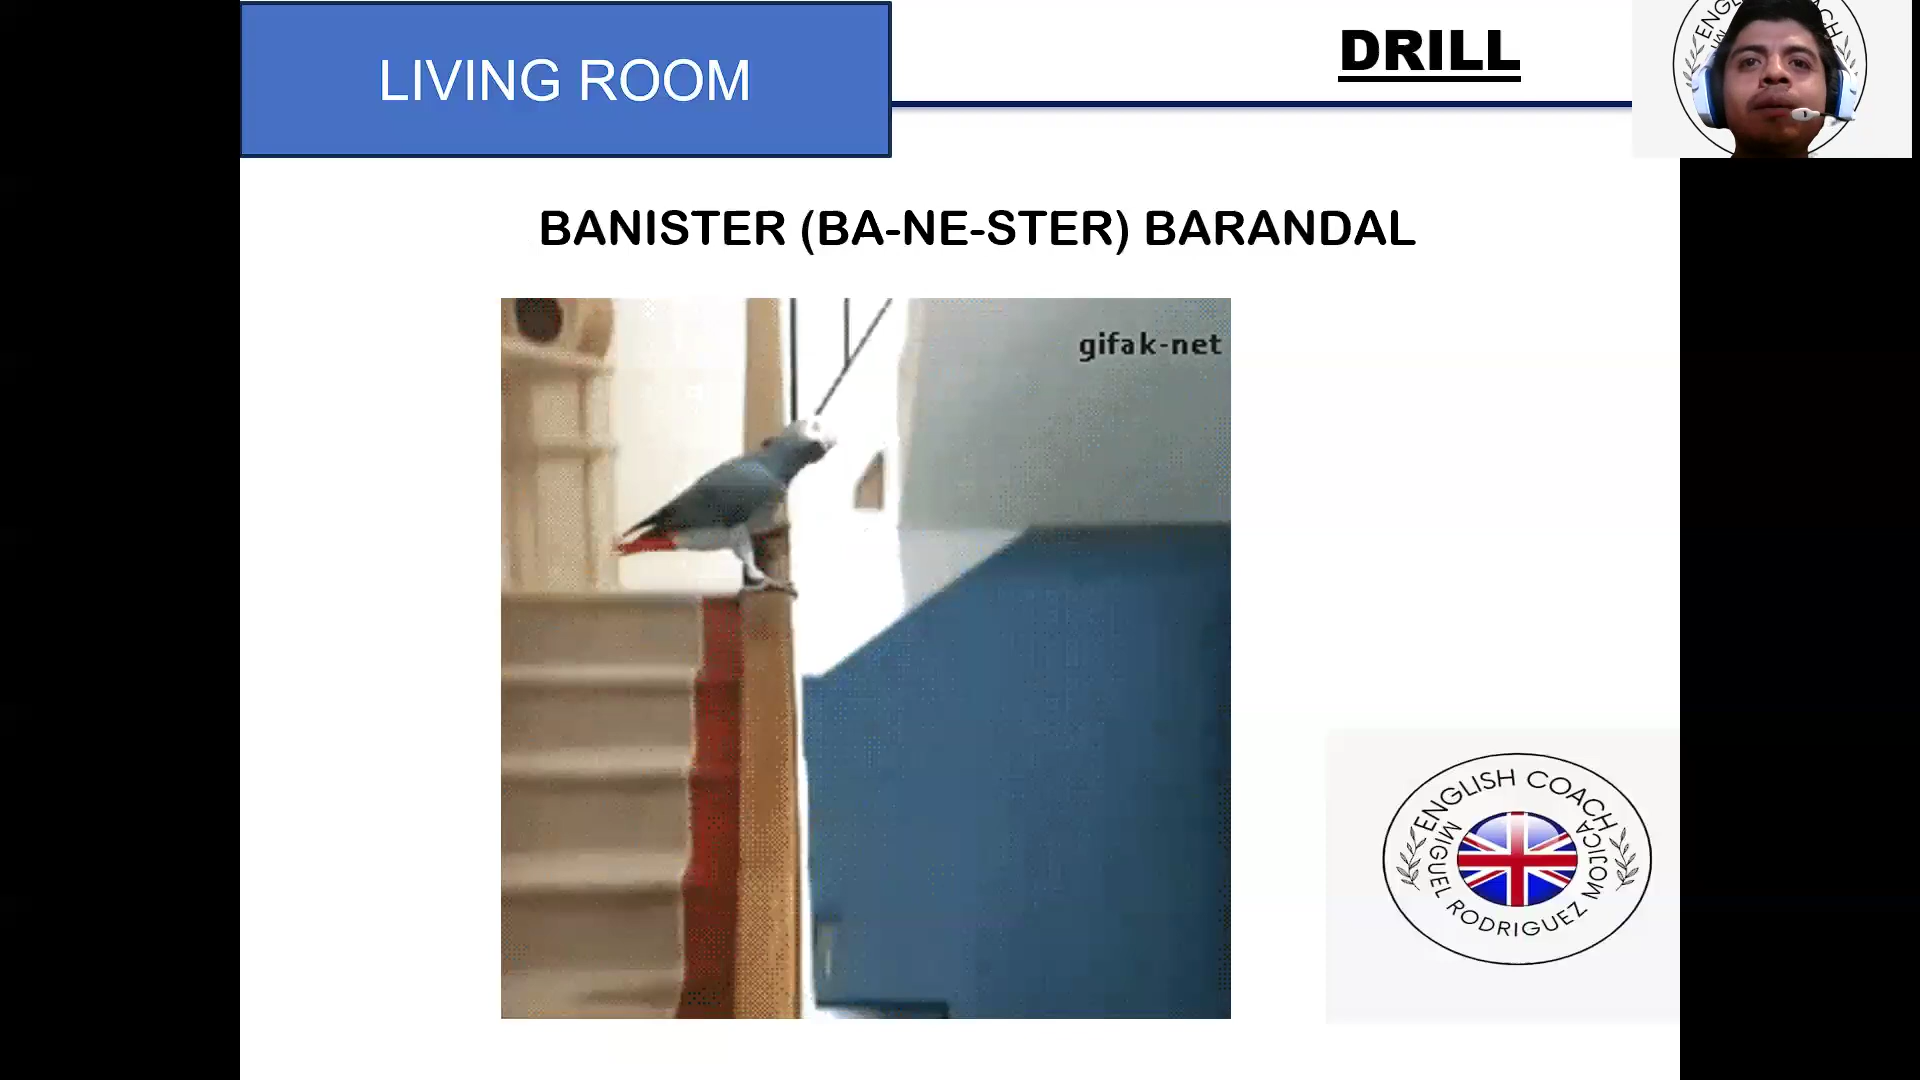 LIVING ROOM
DRILL
BANISTER (BA-NE-STER) BARANDAL
gifak-net
ENGLISH COACH
MIGUEL RODRIGUEZ MOJICA